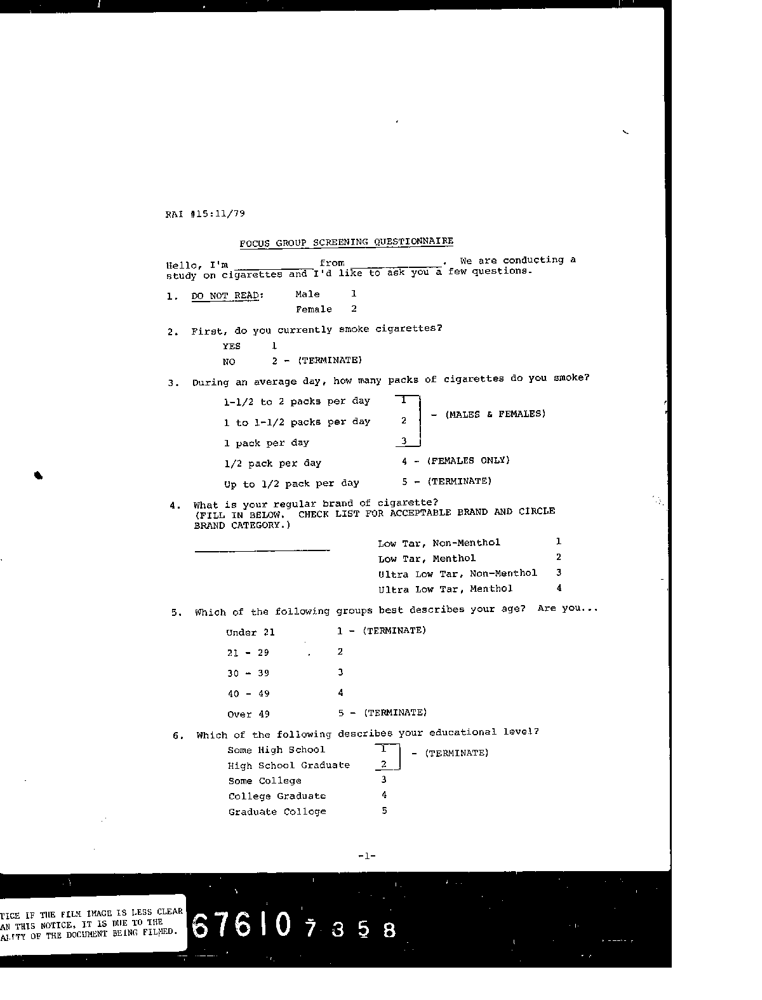 RAI #15:11/79
FOCUS GROUP SCREENING QUESTIONNAIRE
Hello, I'm ______________ from ________________. We are conducting a
study on cigarettes and I'd like to ask you a few questions.
1. DO NOT READ: Male 1
Female 2
2. First, do you currently smoke cigarettes?
YES 1
NO 2 - (TERMINATE)
3. During an average day, how many packs of cigarettes do you smoke?
1-1/2 to 2 packs per day 1
1 to 1-1/2 packs per day 2 - (MALES & FEMALES)
1 pack per day 3
1/2 pack per day 4 - (FEMALES ONLY)
Up to 1/2 pack per day 5 - (TERMINATE)
4. What is your regular brand of cigarette?
(FILL IN BELOW. CHECK LIST FOR ACCEPTABLE BRAND AND CIRCLE
BRAND CATEGORY.)
________________________ Low Tar, Non-Menthol 1
Low Tar, Menthol 2
Ultra Low Tar, Non-Menthol 3
Ultra Low Tar, Menthol 4
5. Which of the following groups best describes your age? Are you...
Under 21 1 - (TERMINATE)
21 - 29 2
30 - 39 3
40 - 49 4
Over 49 5 - (TERMINATE)
6. Which of the following describes your educational level?
Some High School 1 - (TERMINATE)
High School Graduate 2
Some College 3
College Graduate 4
Graduate College 5
-1-
TICE IF THE FILM IMAGE IS LESS CLEAR
AN THIS NOTICE, IT IS DUE TO THE
ALITY OF THE DOCUMENT BEING FILMED.
67610 7358